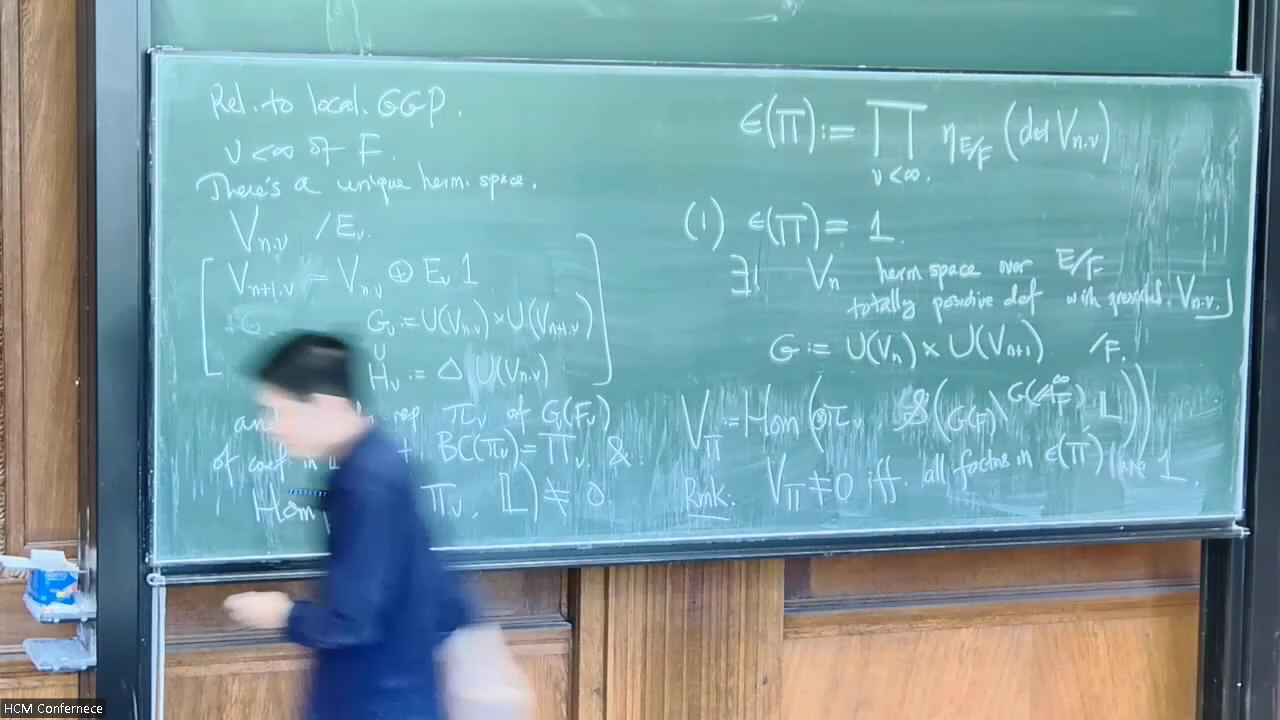 Rel. to local. GGP.
v < ∞ of F.
There's a unique herm. space.
V_{n,v} / E_v.
V_{n+1,v} = V_{n,v} ⊕ E_v 1
G_v := U(V_{n,v}) × U(V_{n+1,v})
∪
H_v := Δ U(V_{n,v})
and rep π_v of G(F_v)
of coef in BC(π_v) = Π_v &
Hom π_v, 𝕃) ≠ 0
ε(Π) := ∏_{v<∞.} η_{E/F} (det V_{n,v})
(1) ε(Π) = 1.
∃! V_n herm space over E/F
totally positive def with V_{n,v}.
G := U(V_n) × U(V_{n+1}) /F.
V_Π := Hom (⊗π_v, S(G(F)\G(A_F^∞), 𝕃))
Rmk. V_Π ≠ 0 iff. all factors in ε(Π) are 1.
HCM Confernece